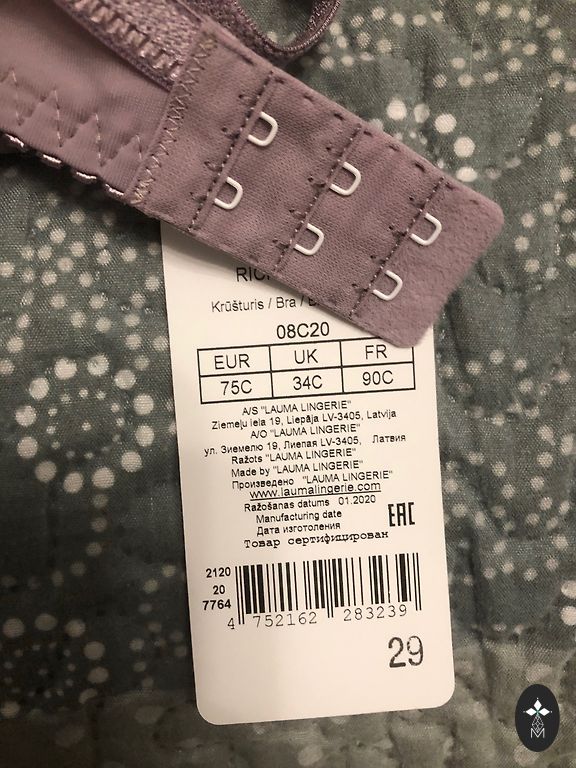 Krūšturis / Bra /
08C20
EUR UK FR
75C 34C 90C
A/S "LAUMA LINGERIE"
Ziemeļu iela 19, Liepāja LV-3405, Latvija
А/О "LAUMA LINGERIE"
ул. Зиемелю 19, Лиепая LV-3405, Латвия
Ražots "LAUMA LINGERIE"
Made by "LAUMA LINGERIE"
Произведено "LAUMA LINGERIE"
www.laumalingerie.com
Ražošanas datums 01.2020
Manufacturing date
Дата изготоления
EAC
Товар сертифицирован
2120
20
7764
4 752162 283239
29
M